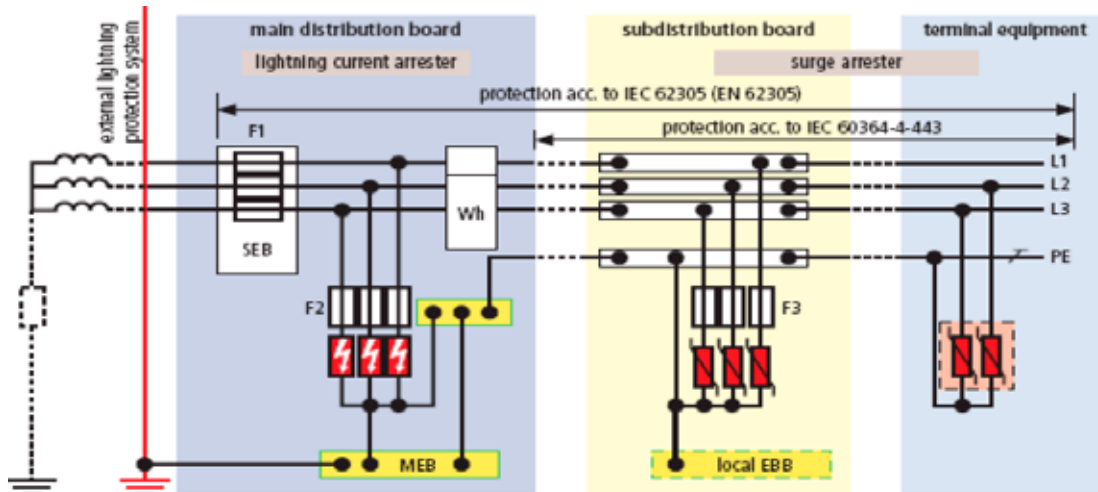 main distribution board
subdistribution board
terminal equipment
lightning current arrester
surge arrester
external lightning
protection system
protection acc. to IEC 62305 (EN 62305)
protection acc. to IEC 60364-4-443
F1
L1
L2
L3
Wh
SEB
PE
F2
F3
MEB
local EBB